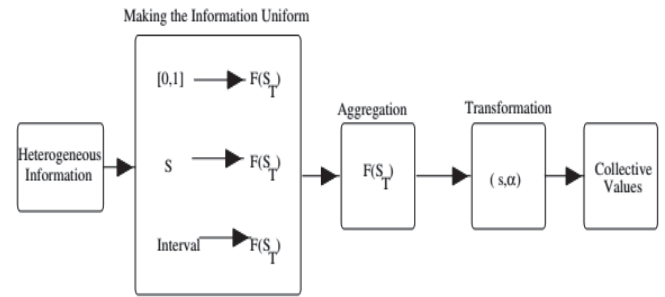 Making the Information Uniform
[0,1] F(S_T)
S F(S_T)
Interval F(S_T)
Heterogeneous
Information
Aggregation
F(S_T)
Transformation
( s,α)
Collective
Values